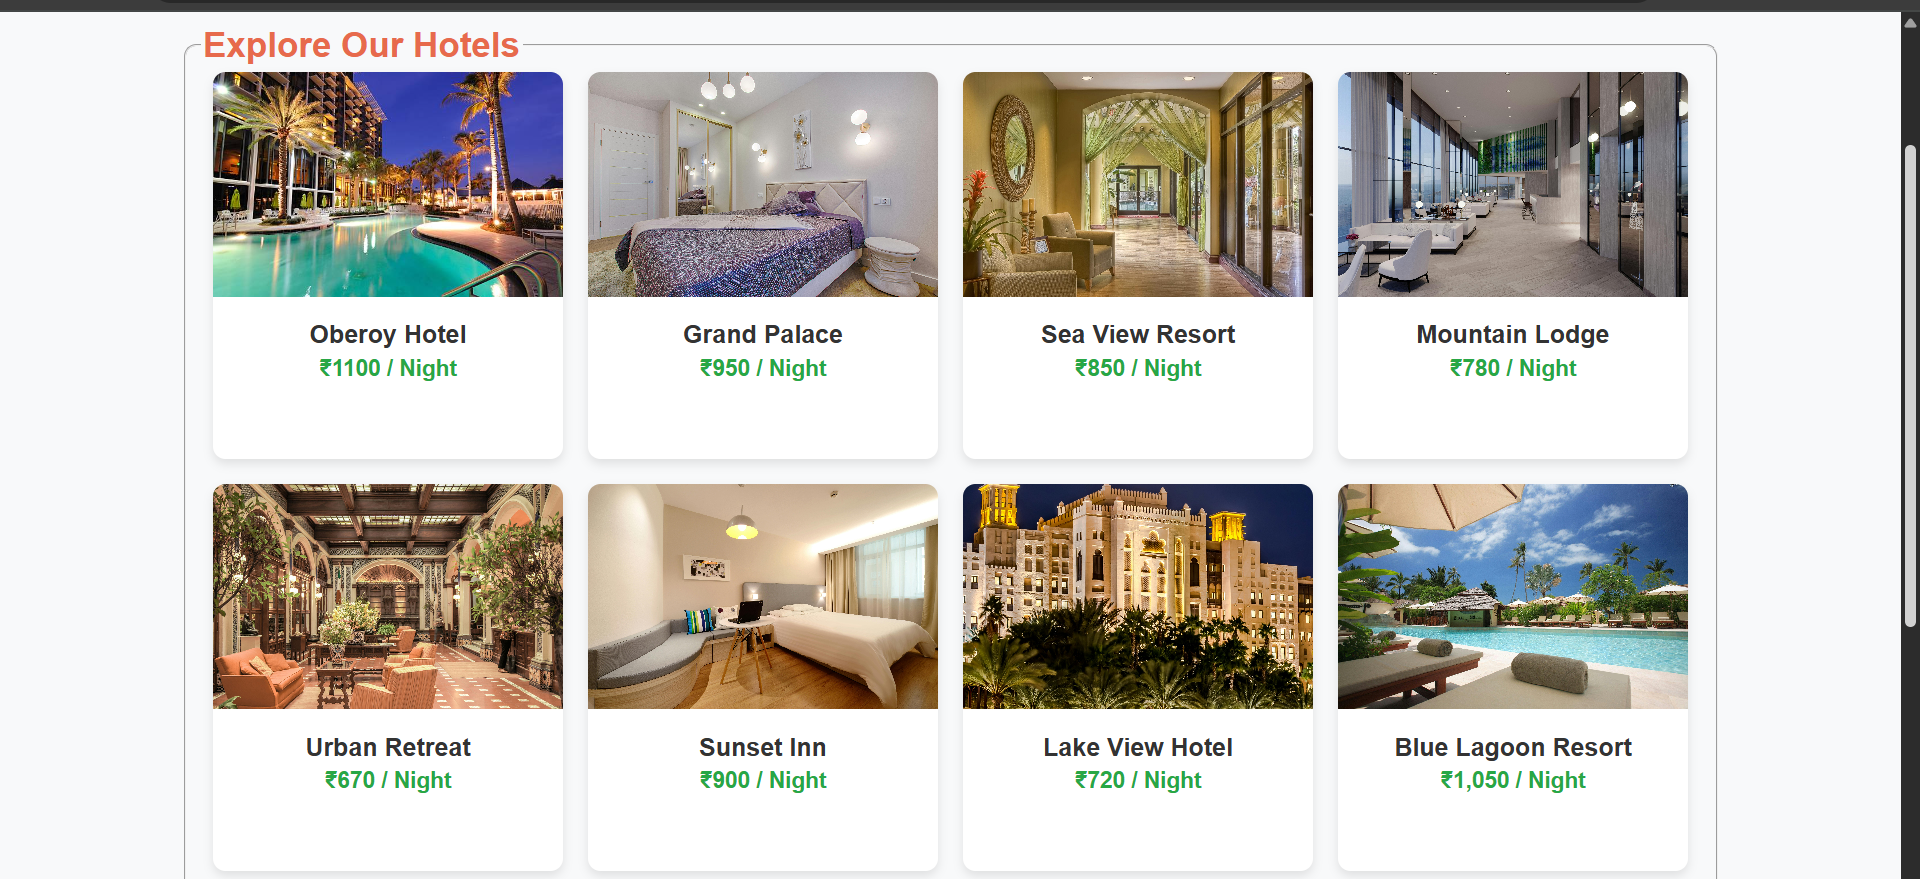 Explore Our Hotels
Oberoy Hotel
₹1100 / Night
Grand Palace
₹950 / Night
Sea View Resort
₹850 / Night
Mountain Lodge
₹780 / Night
Urban Retreat
₹670 / Night
Sunset Inn
₹900 / Night
Lake View Hotel
₹720 / Night
Blue Lagoon Resort
₹1,050 / Night